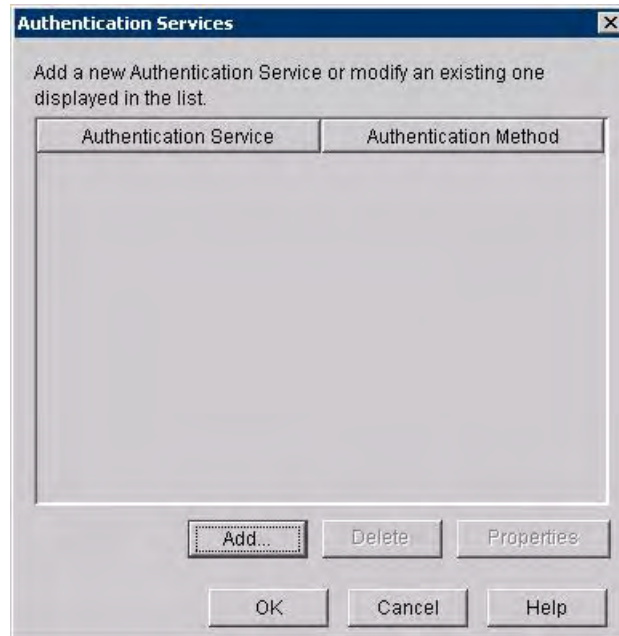 Authentication Services
Add a new Authentication Service or modify an existing one
displayed in the list.
Authentication Service Authentication Method
Add... Delete Properties
OK Cancel Help